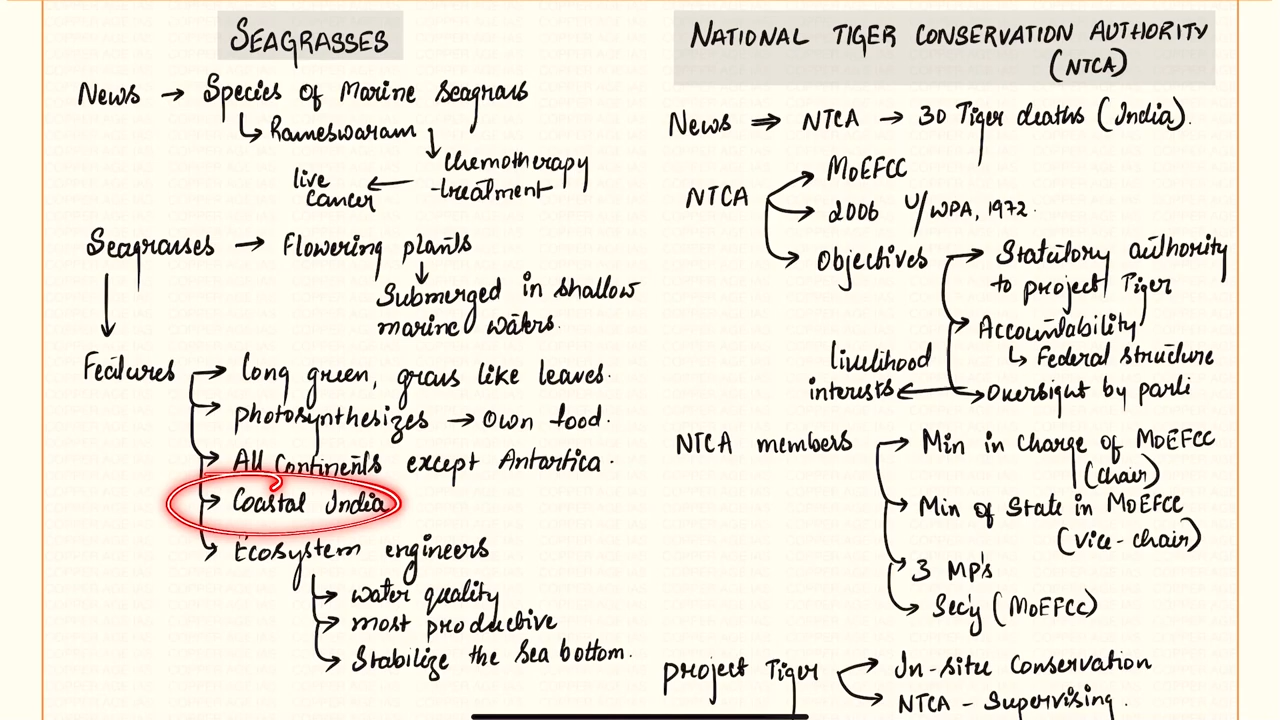 SEAGRASSES
News → Species of Marine Seagrass
↳ Rameswaram
Chemotherapy
treatment
live
Cancer
Seagrasses → Flowering plants
Submerged in shallow
marine waters.
Features → long green, grass like leaves.
→ photosynthesizes → Own food.
→ All Continents except Antartica.
→ Coastal India
→ Ecosystem engineers
→ water quality
→ most productive
→ Stabilize the Sea bottom.
NATIONAL TIGER CONSERVATION AUTHORITY
(NTCA)
News ⇒ NTCA → 30 Tiger deaths (India).
NTCA
→ MoEFCC
→ 2006 U/WPA, 1972.
→ Objectives → Statutory authority
to project Tiger
→ Accountability
↳ Federal structure
→ Oversight by parli
livelihood
interests ←
NTCA members → Min in Charge of MoEFCC
(chair)
→ Min of State in MoEFCC
(vice-chair)
→ 3 MP's
→ Sec'y (MoEFCC)
project Tiger → In-situ Conservation
→ NTCA - Supervising.